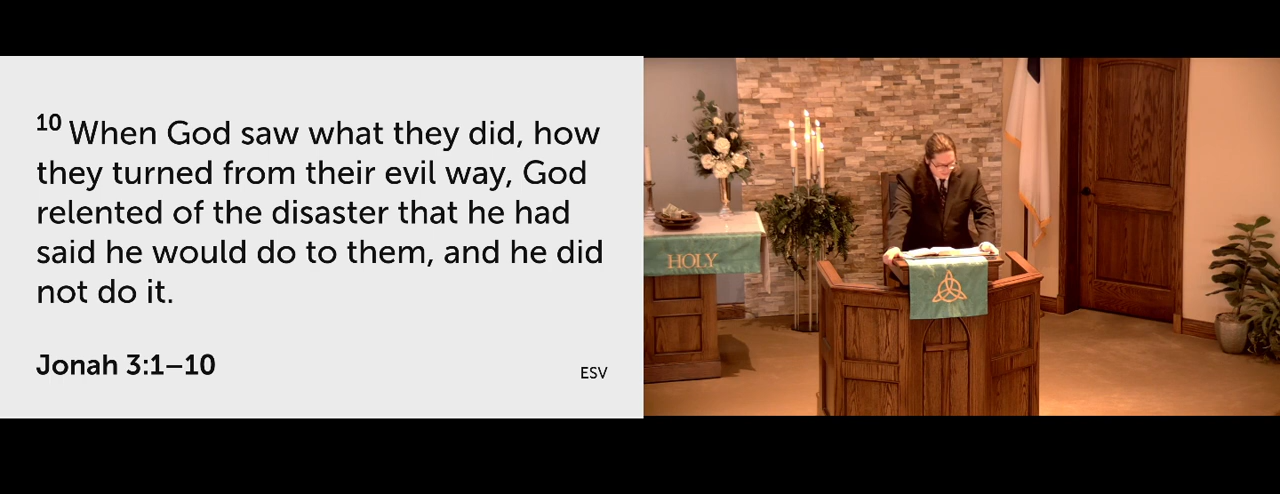 10 When God saw what they did, how
they turned from their evil way, God
relented of the disaster that he had
said he would do to them, and he did
not do it.
Jonah 3:1–10
ESV
HOLY